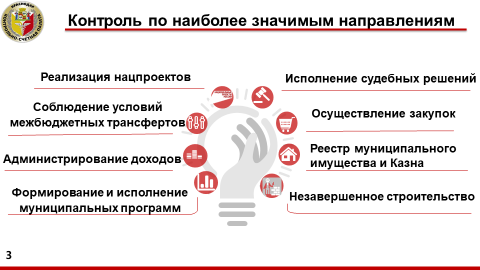 Контроль по наиболее значимым направлениям
Реализация нацпроектов
Соблюдение условий
межбюджетных трансфертов
Администрирование доходов
Формирование и исполнение
муниципальных программ
Исполнение судебных решений
Осуществление закупок
Реестр муниципального
имущества и Казна
Незавершенное строительство
3